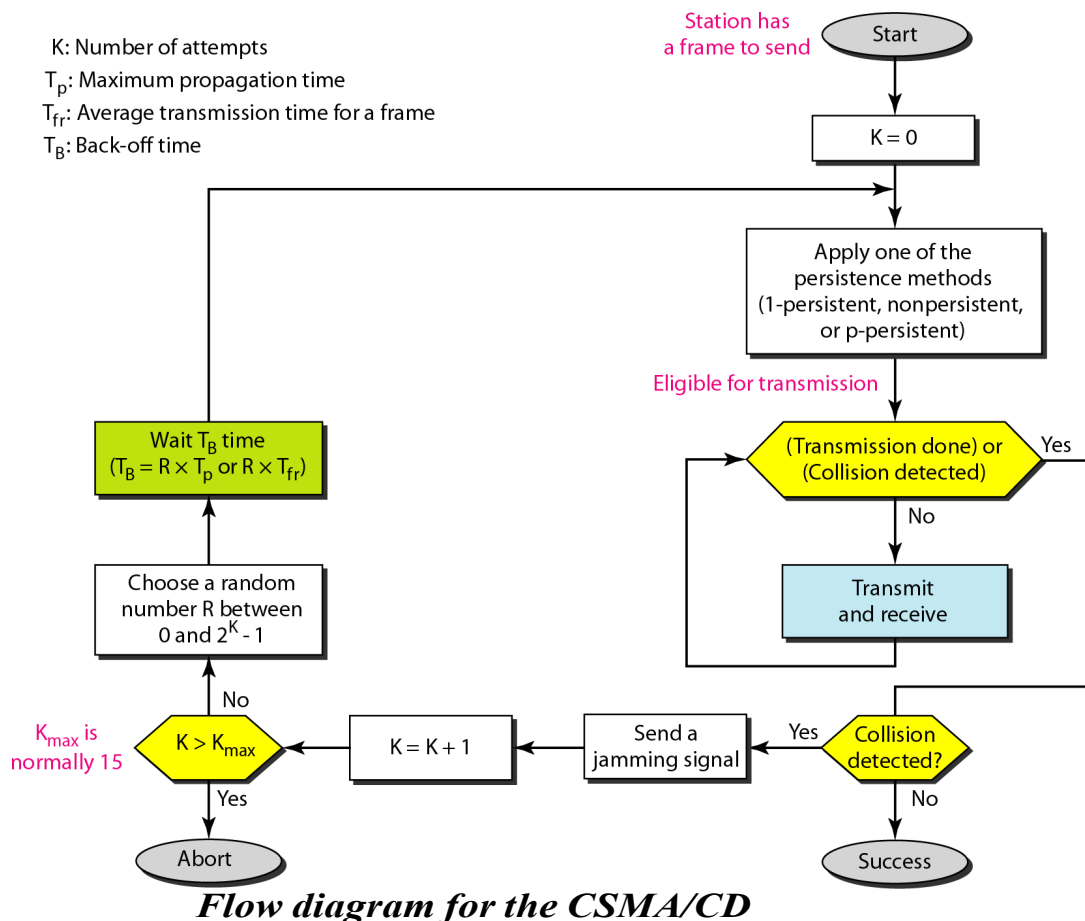 K: Number of attempts
Tp: Maximum propagation time
Tfr: Average transmission time for a frame
TB: Back-off time
Station has
a frame to send
Start
K = 0
Apply one of the
persistence methods
(1-persistent, nonpersistent,
or p-persistent)
Eligible for transmission
(Transmission done) or
(Collision detected)
Yes
No
Transmit
and receive
Wait TB time
(TB = R × Tp or R × Tfr)
Choose a random
number R between
0 and 2^K - 1
No
Kmax is
normally 15
K > Kmax
Yes
Abort
K = K + 1
Send a
jamming signal
Yes
Collision
detected?
No
Success
Flow diagram for the CSMA/CD